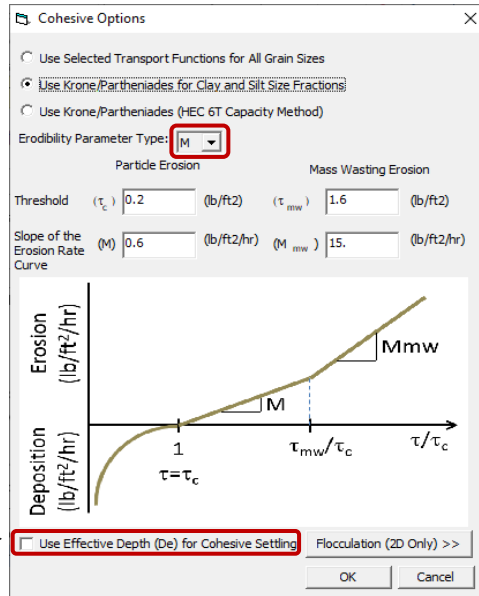 Cohesive Options
Use Selected Transport Functions for All Grain Sizes
Use Krone/Partheniades for Clay and Silt Size Fractions
Use Krone/Partheniades (HEC 6T Capacity Method)
Erodibility Parameter Type: M
Particle Erosion Mass Wasting Erosion
Threshold (τc) 0.2 (lb/ft2) (τmw) 1.6 (lb/ft2)
Slope of the
Erosion Rate
Curve
(M) 0.6 (lb/ft2/hr) (Mmw) 15. (lb/ft2/hr)
Erosion
(lb/ft²/hr)
Deposition
(lb/ft²/hr)
Mmw
M
1
τ=τc
τmw/τc
τ/τc
Use Effective Depth (De) for Cohesive Settling Flocculation (2D Only) >>
OK Cancel